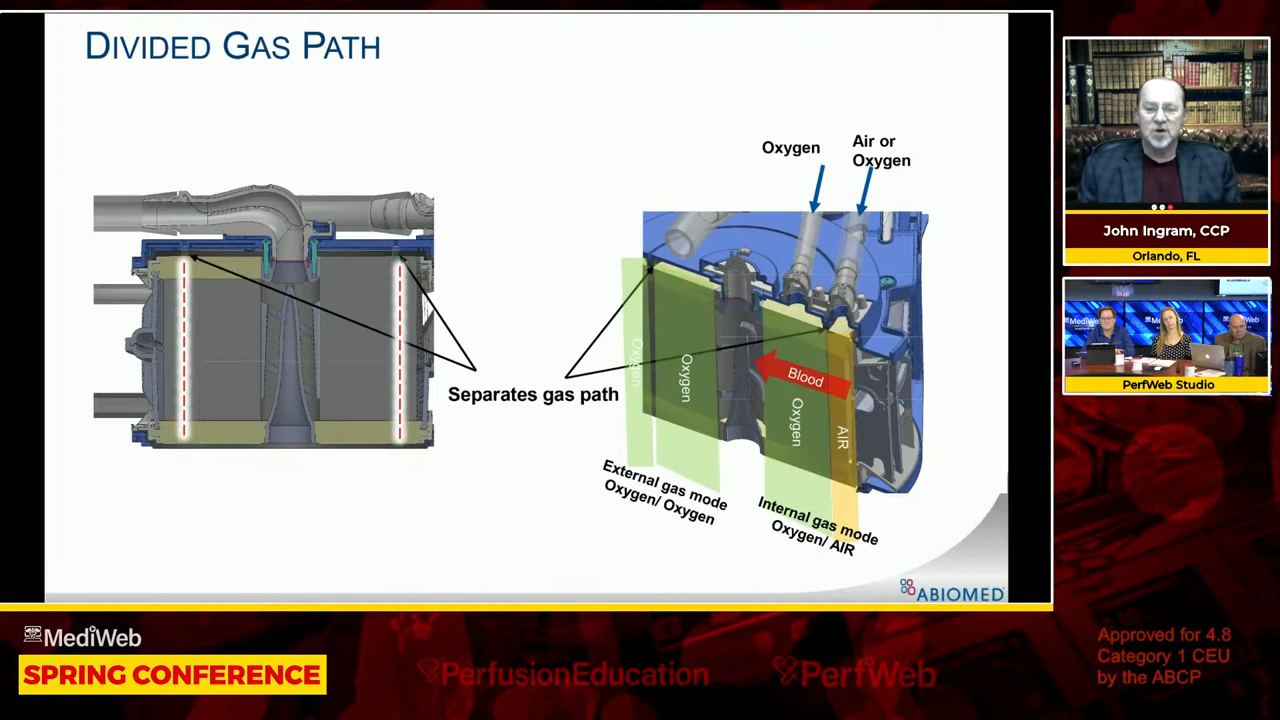 DIVIDED GAS PATH
Oxygen
Air or
Oxygen
Separates gas path
Oxygen
Oxygen
Blood
Oxygen
AIR
External gas mode
Oxygen/ Oxygen
Internal gas mode
Oxygen/ AIR
ABIOMED
John Ingram, CCP
Orlando, FL
PerfWeb Studio
MediWeb
SPRING CONFERENCE
PerfusionEducation
PerfWeb
Approved for 4.8
Category 1 CEU
by the ABCP